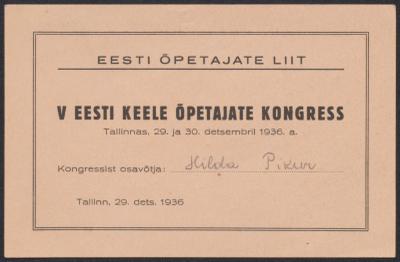 EESTI ÕPETAJATE LIIT
V EESTI KEELE ÕPETAJATE KONGRESS
Tallinnas, 29. ja 30. detsembril 1936. a.
Kongressist osavõtja: Hilda Pikver
Tallinn, 29. dets. 1936